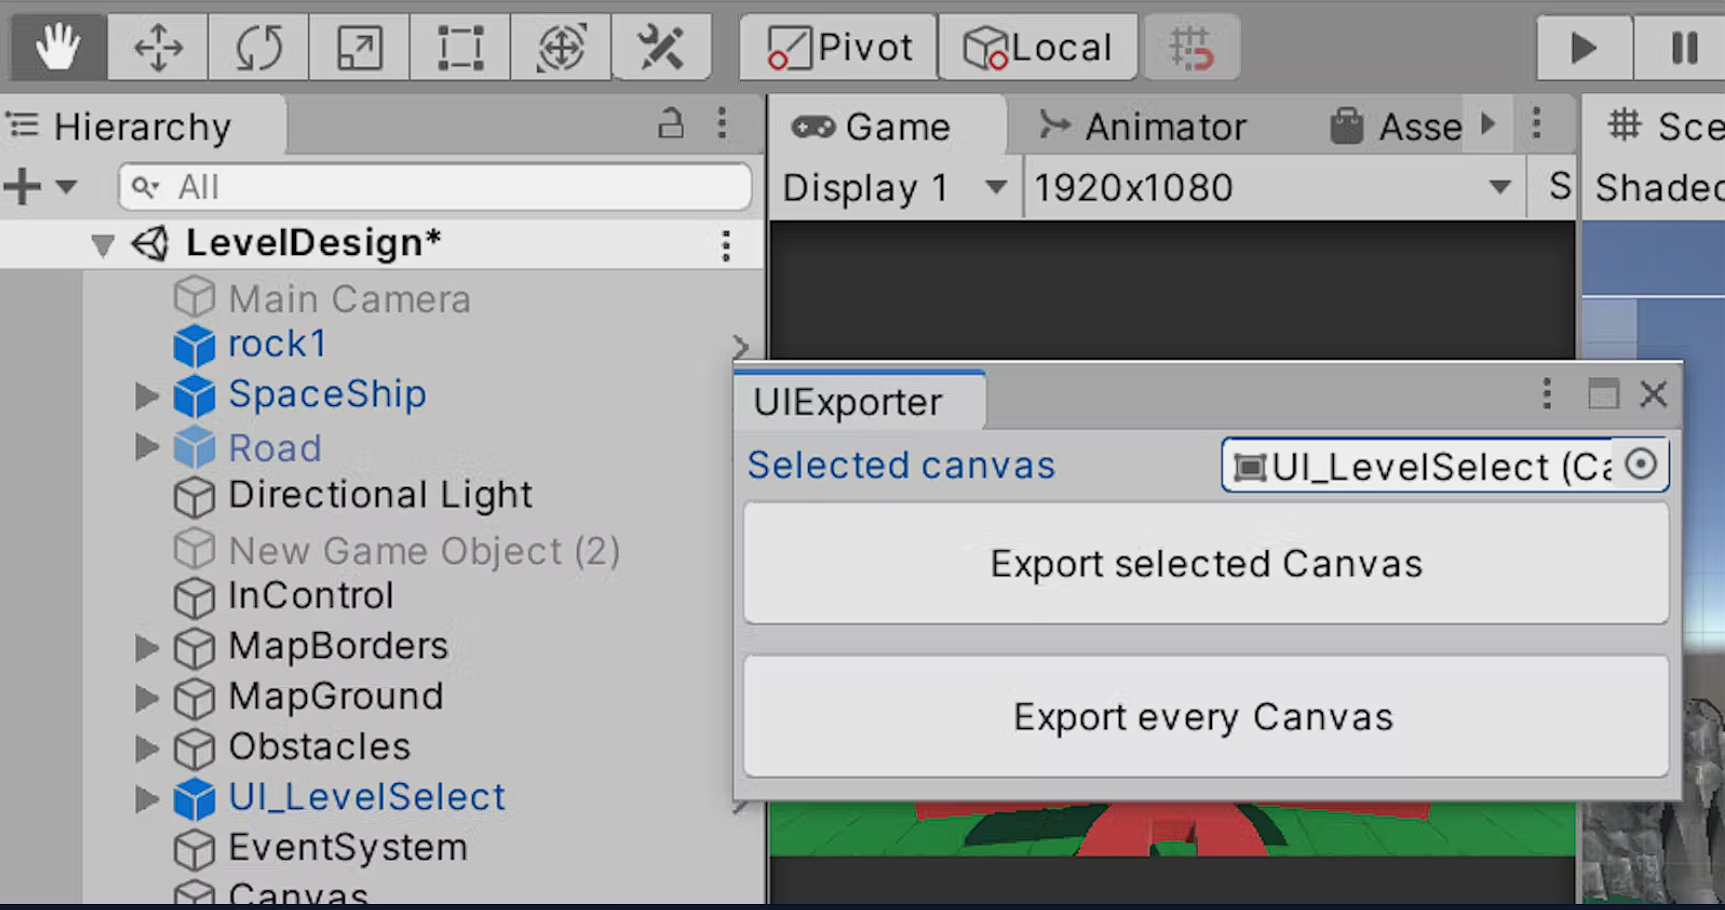 Pivot
Local
Hierarchy
All
LevelDesign*
Main Camera
rock1
SpaceShip
Road
Directional Light
New Game Object (2)
InControl
MapBorders
MapGround
Obstacles
UI_LevelSelect
EventSystem
Canvas
Game
Animator
Asse
Display 1
1920x1080
S
Sce
Shaded
UIExporter
Selected canvas
UI_LevelSelect (Ca
Export selected Canvas
Export every Canvas